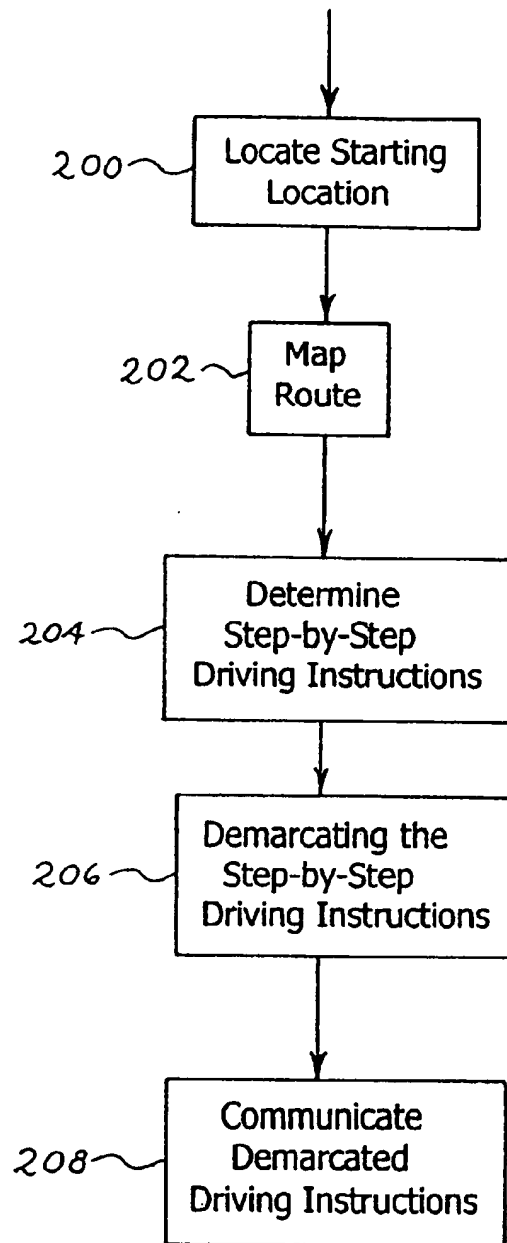 200
Locate Starting
Location
202
Map
Route
204
Determine
Step-by-Step
Driving Instructions
206
Demarcating the
Step-by-Step
Driving Instructions
208
Communicate
Demarcated
Driving Instructions